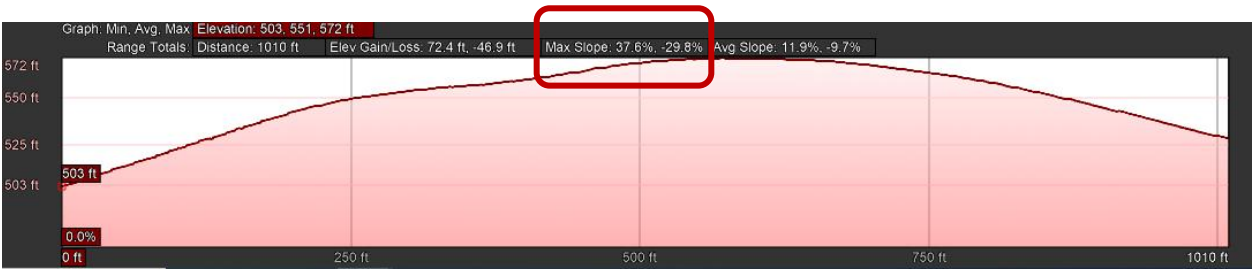 Graph: Min, Avg, Max Elevation: 503, 551, 572 ft
Range Totals: Distance: 1010 ft Elev Gain/Loss: 72.4 ft, -46.9 ft Max Slope: 37.6%, -29.8% Avg Slope: 11.9%, -9.7%
572 ft
550 ft
525 ft
503 ft
503 ft
0.0%
0 ft 250 ft 500 ft 750 ft 1010 ft